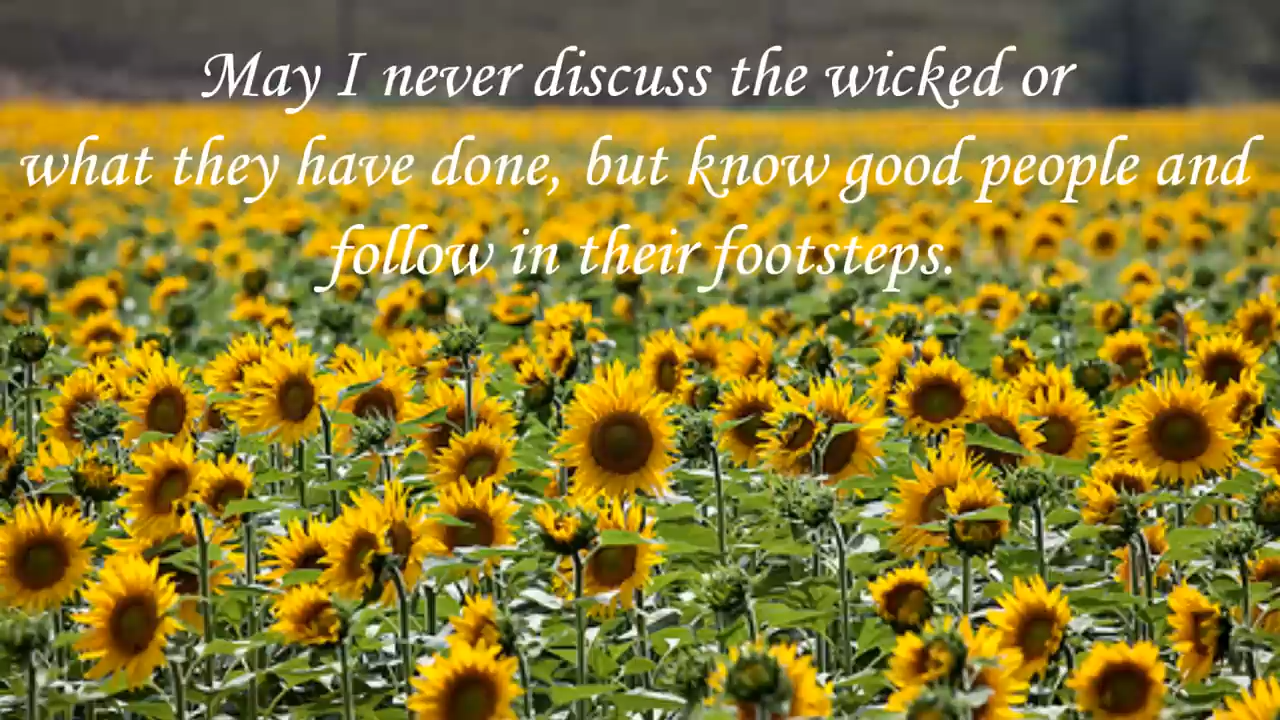 May I never discuss the wicked or
what they have done, but know good people and
follow in their footsteps.